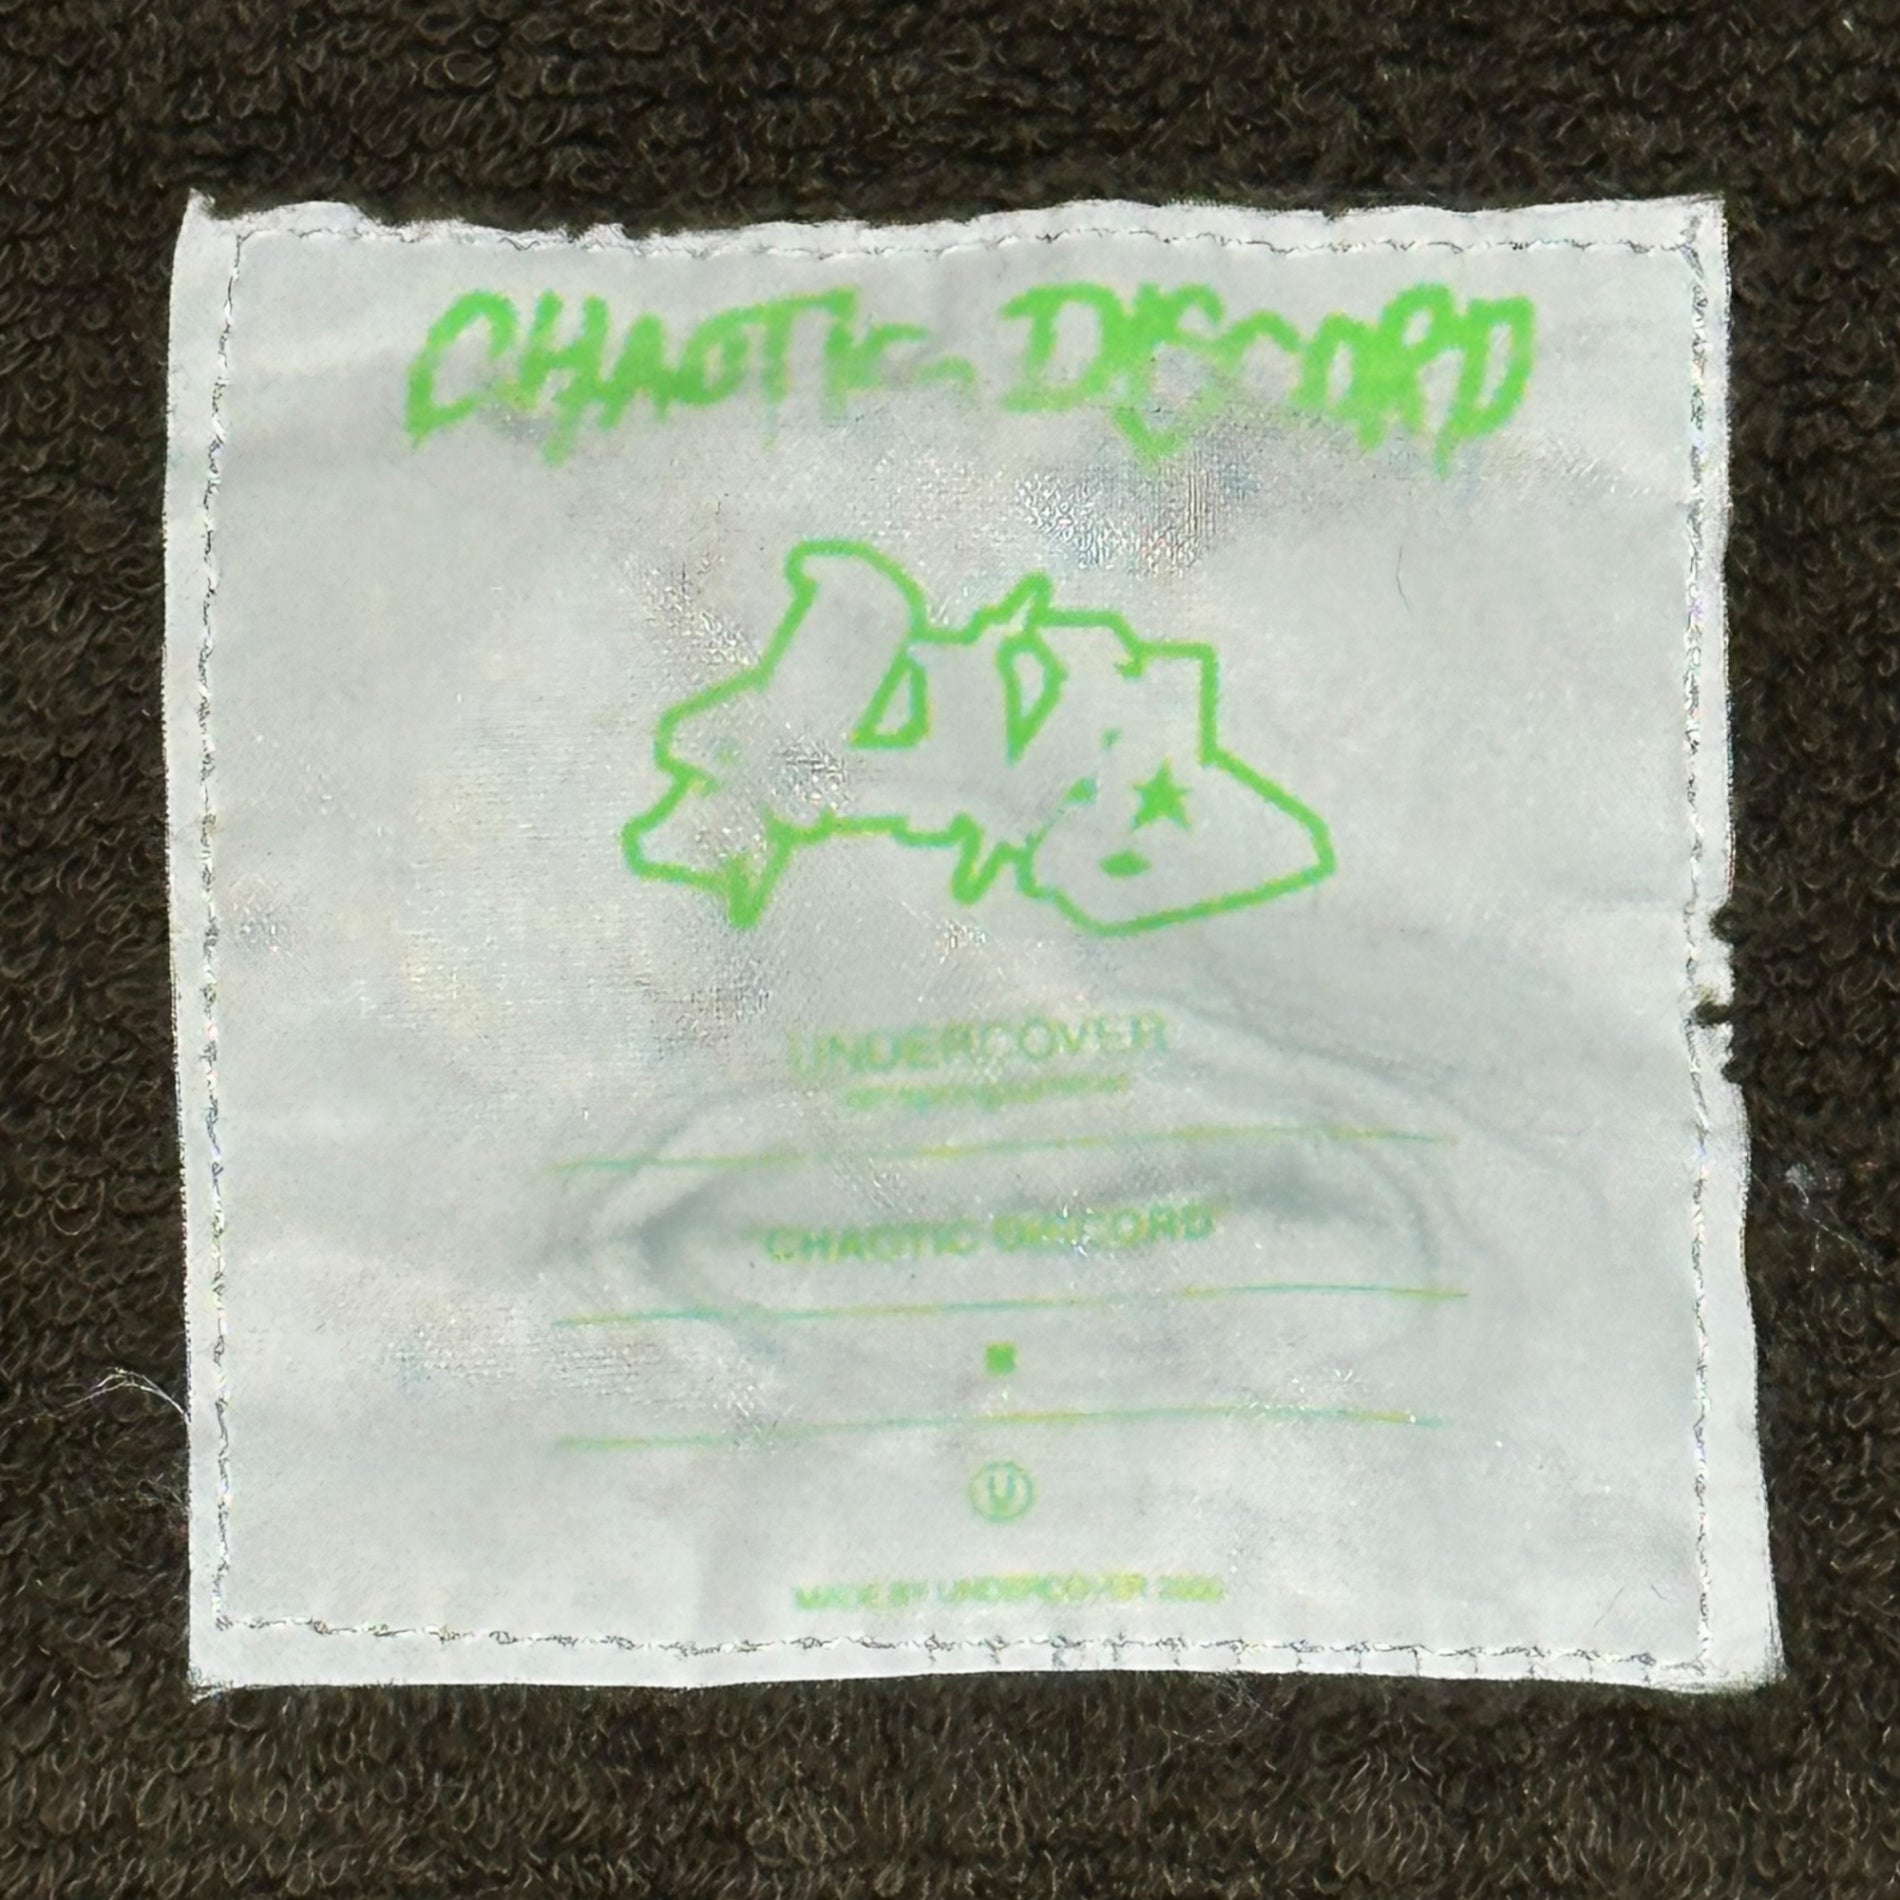 CHAOTIC DISCORD
UNDERCOVER
"CHAOTIC DISCORD"
U
MADE BY UNDERCOVER